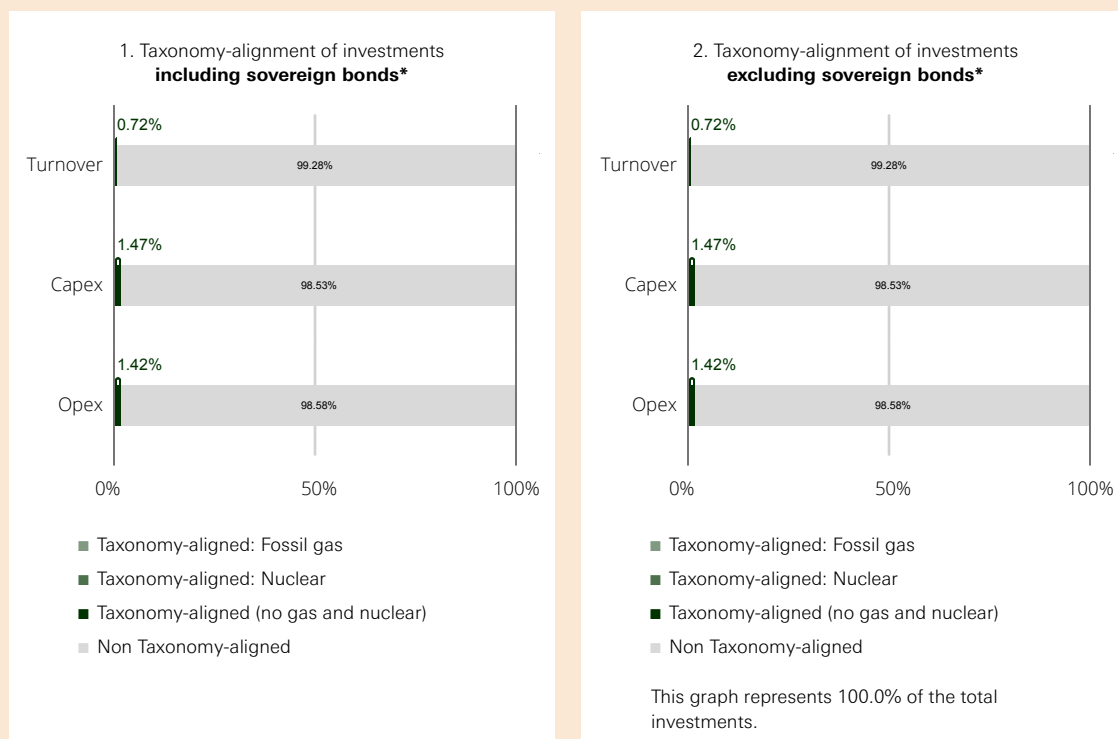 1. Taxonomy-alignment of investments
including sovereign bonds*
0.72%
Turnover
99.28%
1.47%
Capex
98.53%
1.42%
Opex
98.58%
0%
50%
100%
Taxonomy-aligned: Fossil gas
Taxonomy-aligned: Nuclear
Taxonomy-aligned (no gas and nuclear)
Non Taxonomy-aligned
2. Taxonomy-alignment of investments
excluding sovereign bonds*
0.72%
Turnover
99.28%
1.47%
Capex
98.53%
1.42%
Opex
98.58%
0%
50%
100%
Taxonomy-aligned: Fossil gas
Taxonomy-aligned: Nuclear
Taxonomy-aligned (no gas and nuclear)
Non Taxonomy-aligned
This graph represents 100.0% of the total
investments.